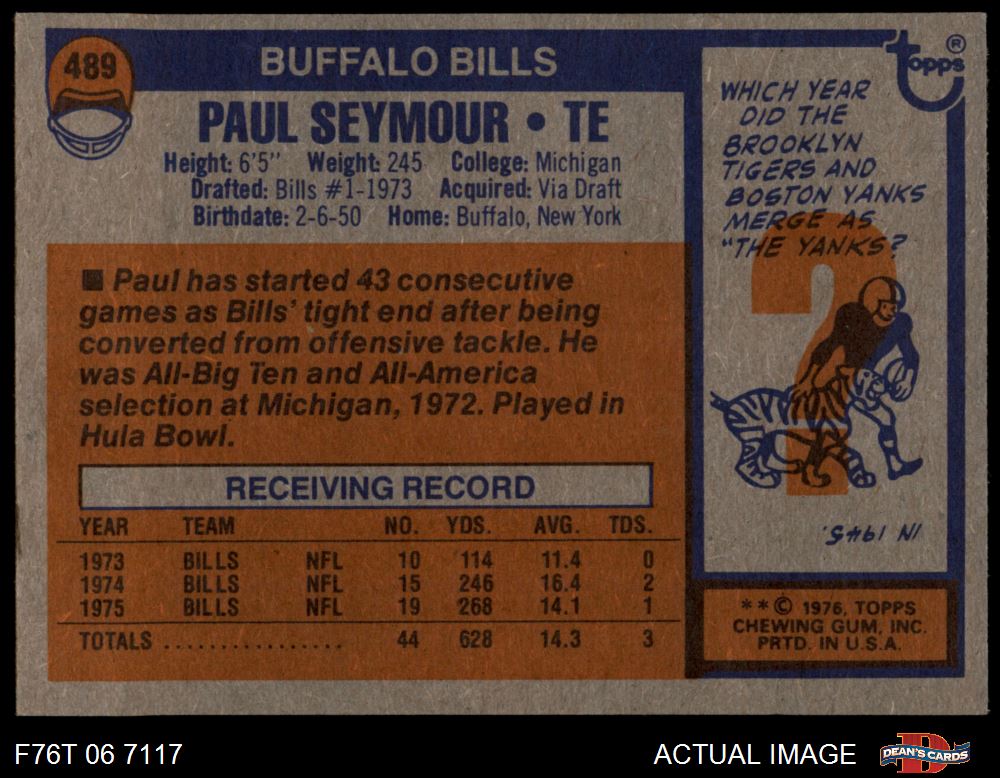 489
BUFFALO BILLS
PAUL SEYMOUR • TE
Height: 6'5" Weight: 245 College: Michigan
Drafted: Bills #1-1973 Acquired: Via Draft
Birthdate: 2-6-50 Home: Buffalo, New York
■ Paul has started 43 consecutive
games as Bills' tight end after being
converted from offensive tackle. He
was All-Big Ten and All-America
selection at Michigan, 1972. Played in
Hula Bowl.
RECEIVING RECORD
YEAR TEAM NO. YDS. AVG. TDS.
1973 BILLS NFL 10 114 11.4 0
1974 BILLS NFL 15 246 16.4 2
1975 BILLS NFL 19 268 14.1 1
TOTALS ................ 44 628 14.3 3
topps ®
WHICH YEAR
DID THE
BROOKLYN
TIGERS AND
BOSTON YANKS
MERGE AS
"THE YANKS?
?
IN 1945.
**© 1976, TOPPS
CHEWING GUM, INC.
PRTD. IN U.S.A.
F76T 06 7117
ACTUAL IMAGE
DEAN'S CARDS